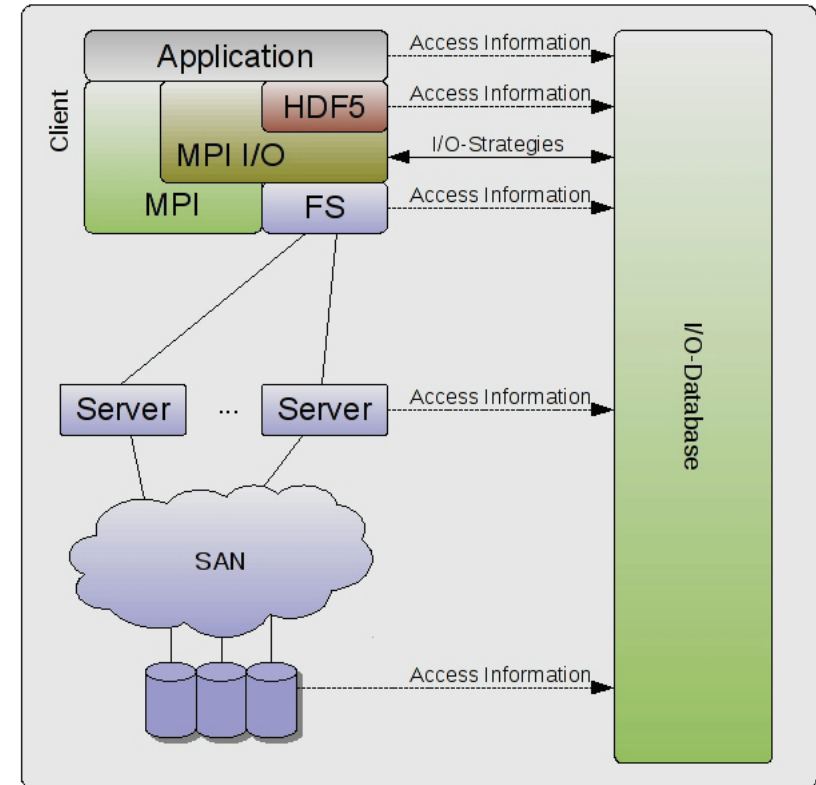 Application
Access Information
Client
HDF5
Access Information
MPI I/O
I/O-Strategies
MPI
FS
Access Information
I/O-Database
Server
...
Server
Access Information
SAN
Access Information